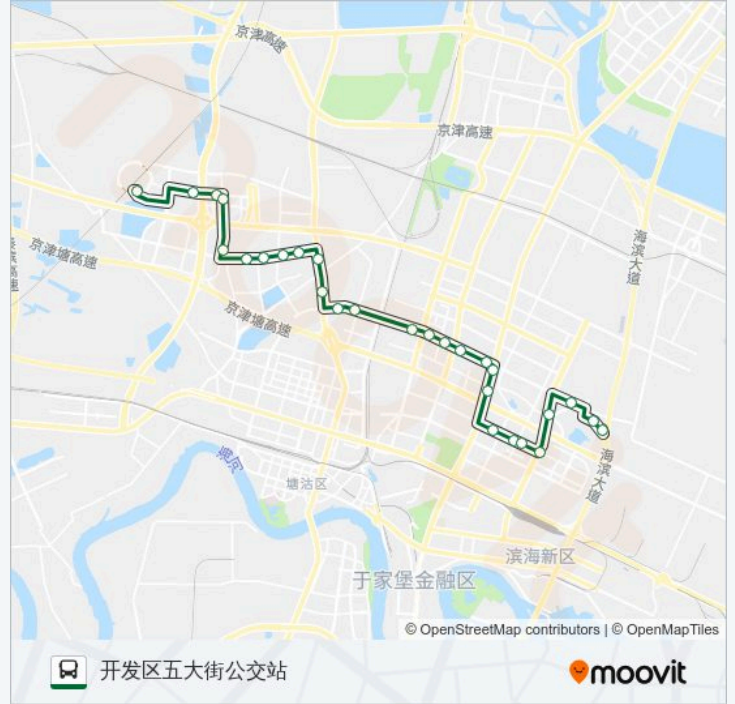 京津高速
京津高速
海滨大道
京津塘高速
京津塘高速
海滨大道
塘沽区
滨海新区
于家堡金融区
© OpenStreetMap contributors | © OpenMapTiles
开发区五大街公交站
moovit